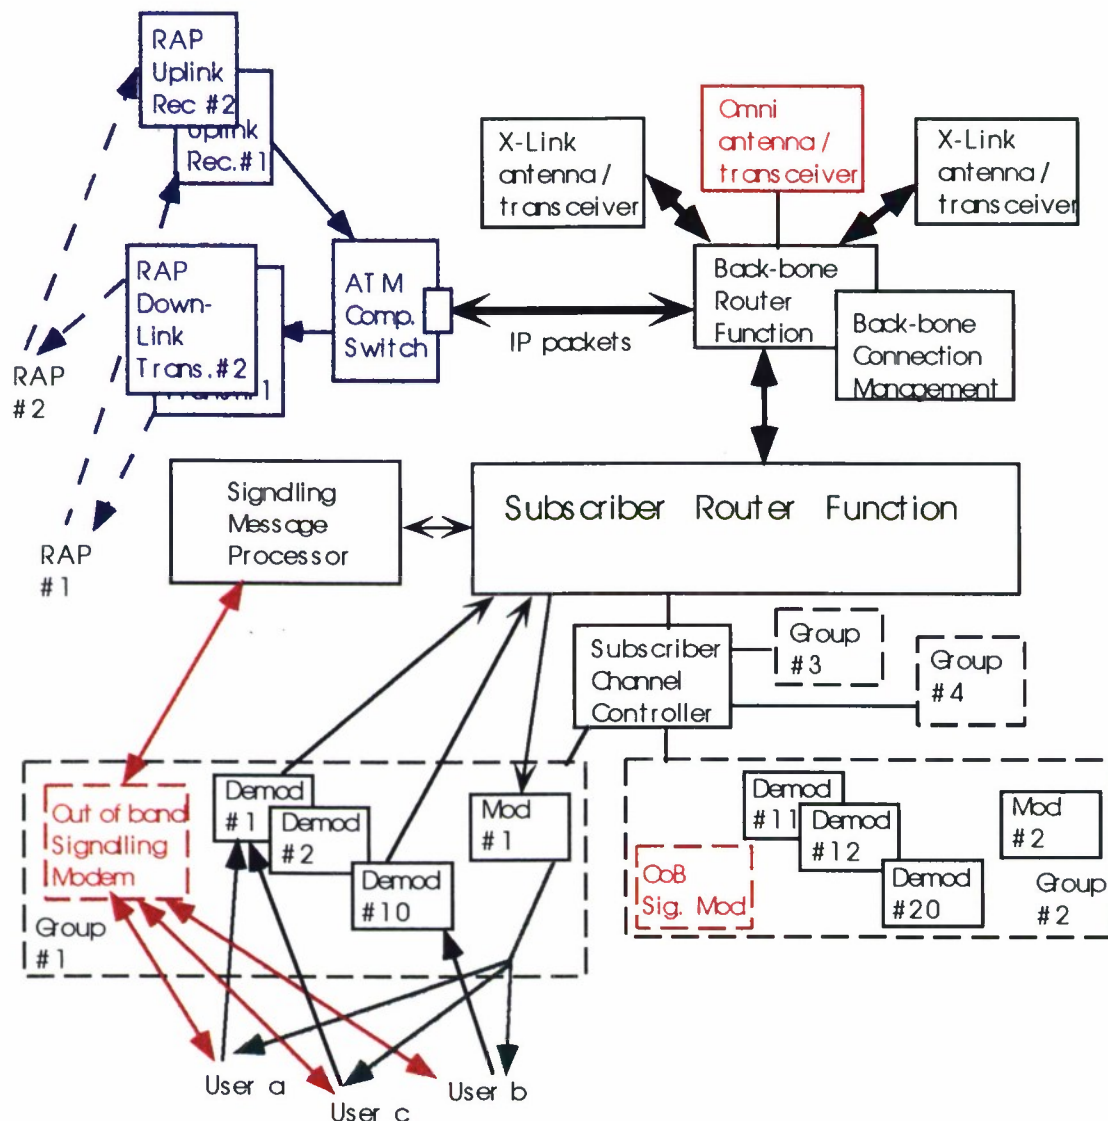 RAP
Uplink
Rec #2
Uplink
Rec.#1
Omni
antenna/
transceiver
X-Link
antenna/
transceiver
X-Link
antenna/
transceiver
RAP
Down-
Link
Trans.#2
ATM
Comp.
Switch
IP packets
Back-bone
Router
Function
Back-bone
Connection
Management
RAP
#2
RAP
#1
Signdling
Message
Processor
Subscriber Router Function
Subscriber
Channel
Controller
Group
#3
Group
#4
Out of band
Signdling
Modem
Demod
#1
Demod
#2
Demod
#10
Mod
#1
Group
#1
Demod
#11
Demod
#12
Demod
#20
Mod
#2
OoB
Sig. Mod
Group
#2
User a
User b
User c